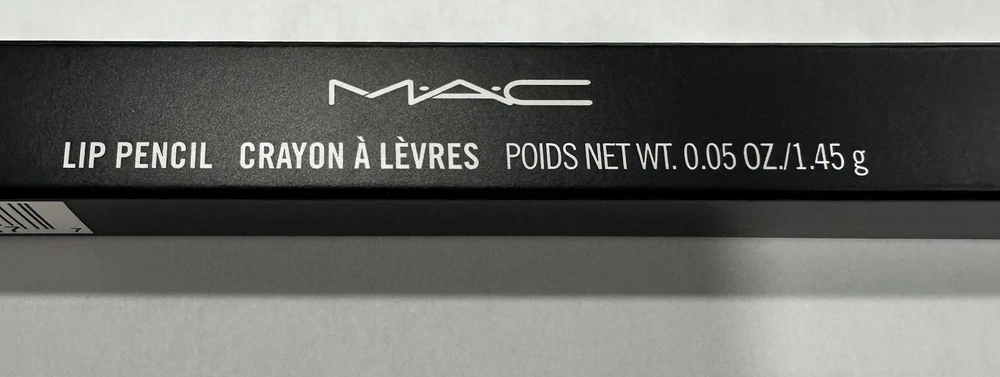 M·A·C
LIP PENCIL CRAYON À LÈVRES POIDS NET WT. 0.05 OZ./1.45 g